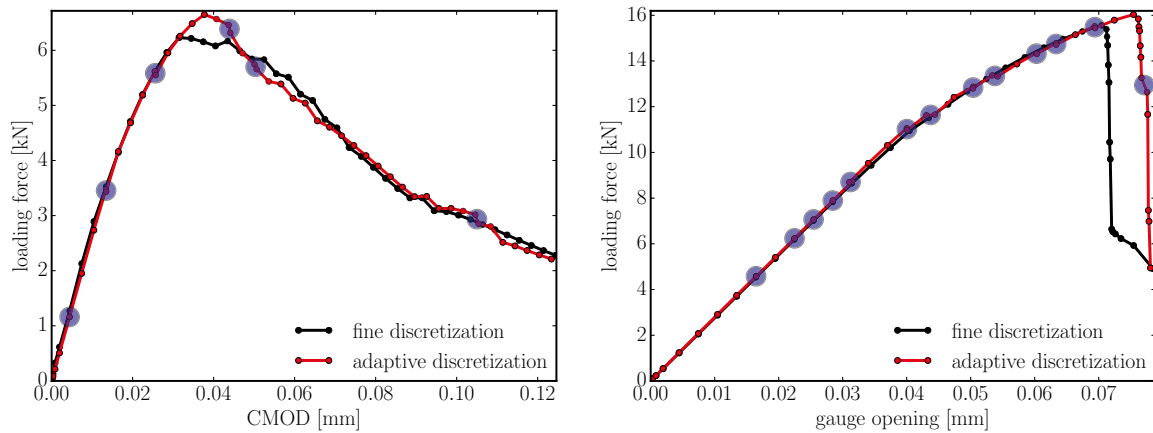 loading force [kN]
6
5
4
3
2
1
0
0.00 0.02 0.04 0.06 0.08 0.10 0.12
CMOD [mm]
fine discretization
adaptive discretization
loading force [kN]
16
14
12
10
8
6
4
2
0
0.00 0.01 0.02 0.03 0.04 0.05 0.06 0.07
gauge opening [mm]
fine discretization
adaptive discretization